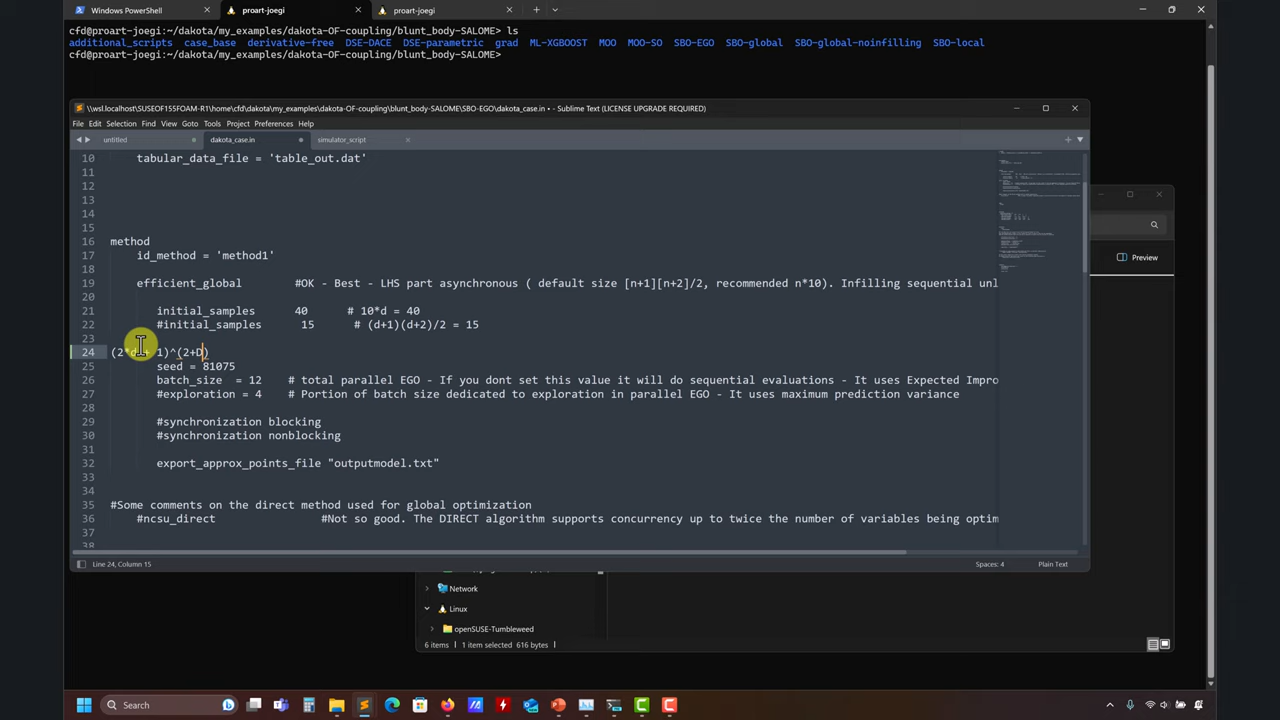 Windows PowerShell
proart-joegi
proart-joegi
cfd@proart-joegi:~/dakota/my_examples/dakota-OF-coupling/blunt_body-SALOME> ls
additional_scripts case_base derivative-free DSE-DACE DSE-parametric grad ML-XGBOOST MOO MOO-SO SBO-EGO SBO-global SBO-global-noinfilling SBO-local
cfd@proart-joegi:~/dakota/my_examples/dakota-OF-coupling/blunt_body-SALOME>
\\wsl.localhost\SUSEOF155FOAM-R1\home\cfd\dakota\my_examples\dakota-OF-coupling\blunt_body-SALOME\SBO-EGO\dakota_case.in • - Sublime Text (LICENSE UPGRADE REQUIRED)
File Edit Selection Find View Goto Tools Project Preferences Help
untitled
dakota_case.in
simulator_script
10 tabular_data_file = 'table_out.dat'
11
12
13
14
15
16 method
17 id_method = 'method1'
18
19 efficient_global #OK - Best - LHS part asynchronous ( default size [n+1][n+2]/2, recommended n*10). Infilling sequential unl
20
21 initial_samples 40 # 10*d = 40
22 #initial_samples 15 # (d+1)(d+2)/2 = 15
23
24 (2*d + 1)^(2+D)
25 seed = 81075
26 batch_size = 12 # total parallel EGO - If you dont set this value it will do sequential evaluations - It uses Expected Impro
27 #exploration = 4 # Portion of batch size dedicated to exploration in parallel EGO - It uses maximum prediction variance
28
29 #synchronization blocking
30 #synchronization nonblocking
31
32 export_approx_points_file "outputmodel.txt"
33
34
35 #Some comments on the direct method used for global optimization
36 #ncsu_direct #Not so good. The DIRECT algorithm supports concurrency up to twice the number of variables being optim
37
38
Line 24, Column 15
Spaces: 4
Plain Text
Preview
Network
Linux
openSUSE-Tumbleweed
6 items
1 item selected 616 bytes
Search